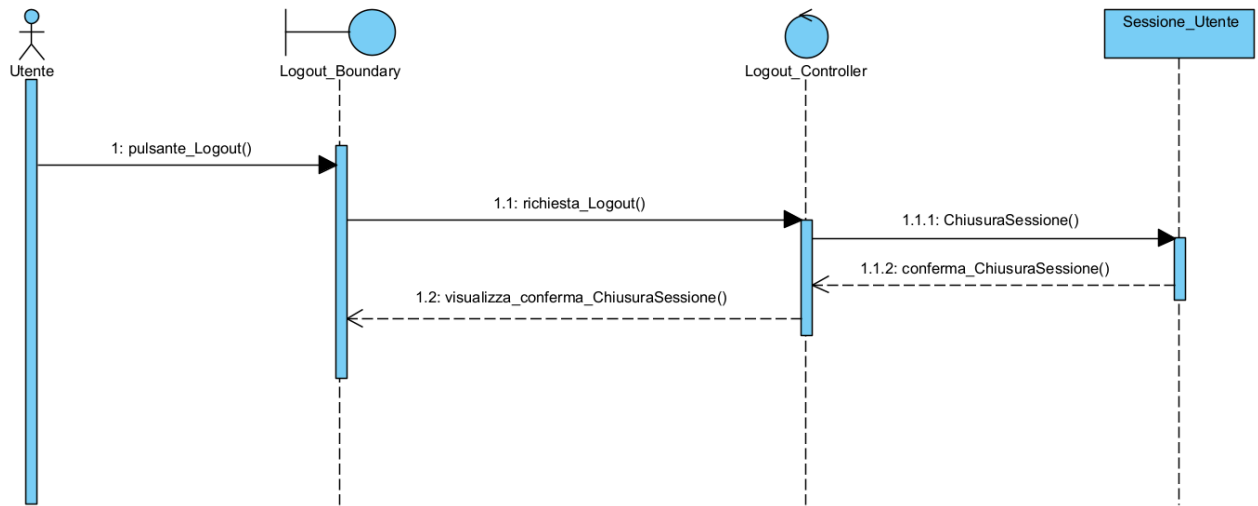 Utente
Logout_Boundary
Logout_Controller
Sessione_Utente
1: pulsante_Logout()
1.1: richiesta_Logout()
1.1.1: ChiusuraSessione()
1.1.2: conferma_ChiusuraSessione()
1.2: visualizza_conferma_ChiusuraSessione()